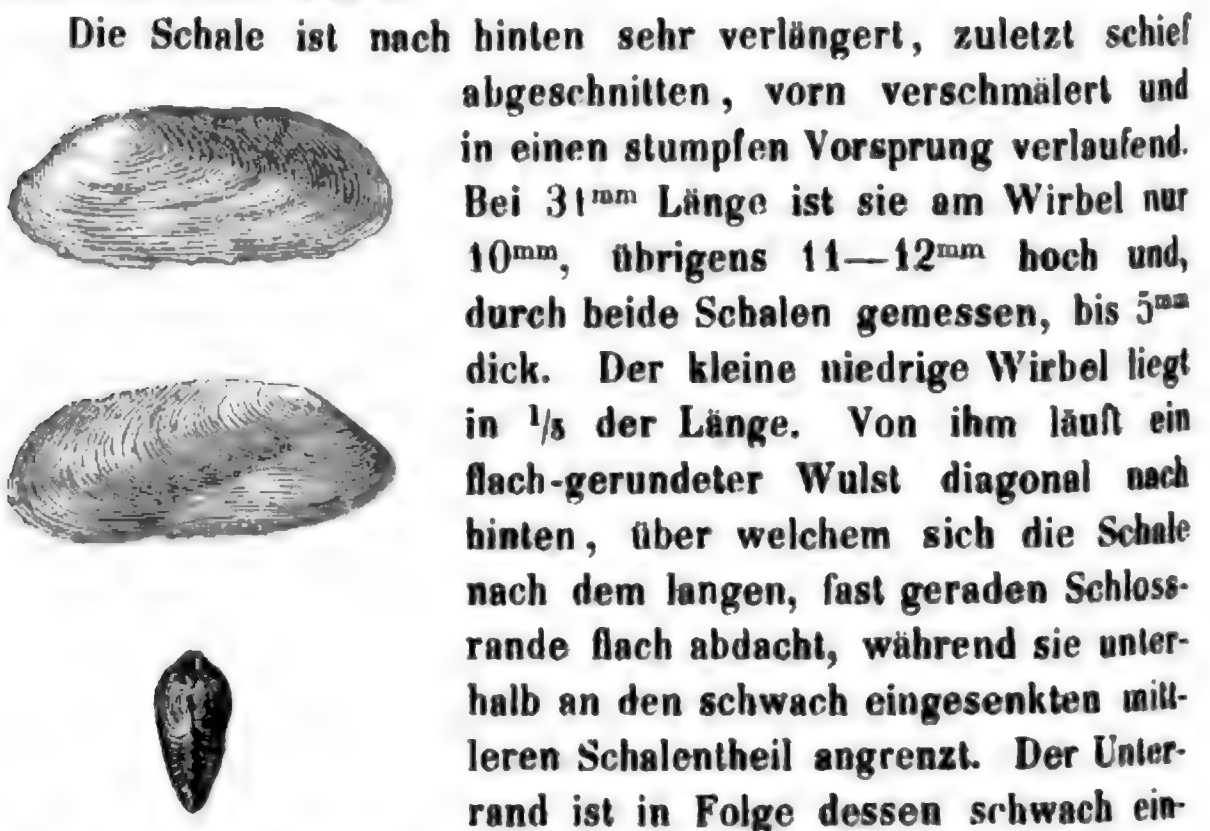 Die Schale ist nach hinten sehr verlängert, zuletzt schief
abgeschnitten, vorn verschmälert und
in einen stumpfen Vorsprung verlaufend.
Bei 31mm Länge ist sie am Wirbel nur
10mm, übrigens 11—12mm hoch und,
durch beide Schalen gemessen, bis 5mm
dick. Der kleine niedrige Wirbel liegt
in 1/5 der Länge. Von ihm läuft ein
flach-gerundeter Wulst diagonal nach
hinten, über welchem sich die Schale
nach dem langen, fast geraden Schloss-
rande flach abdacht, während sie unter-
halb an den schwach eingesenkten mitt-
leren Schalentheil angrenzt. Der Unter-
rand ist in Folge dessen schwach ein-